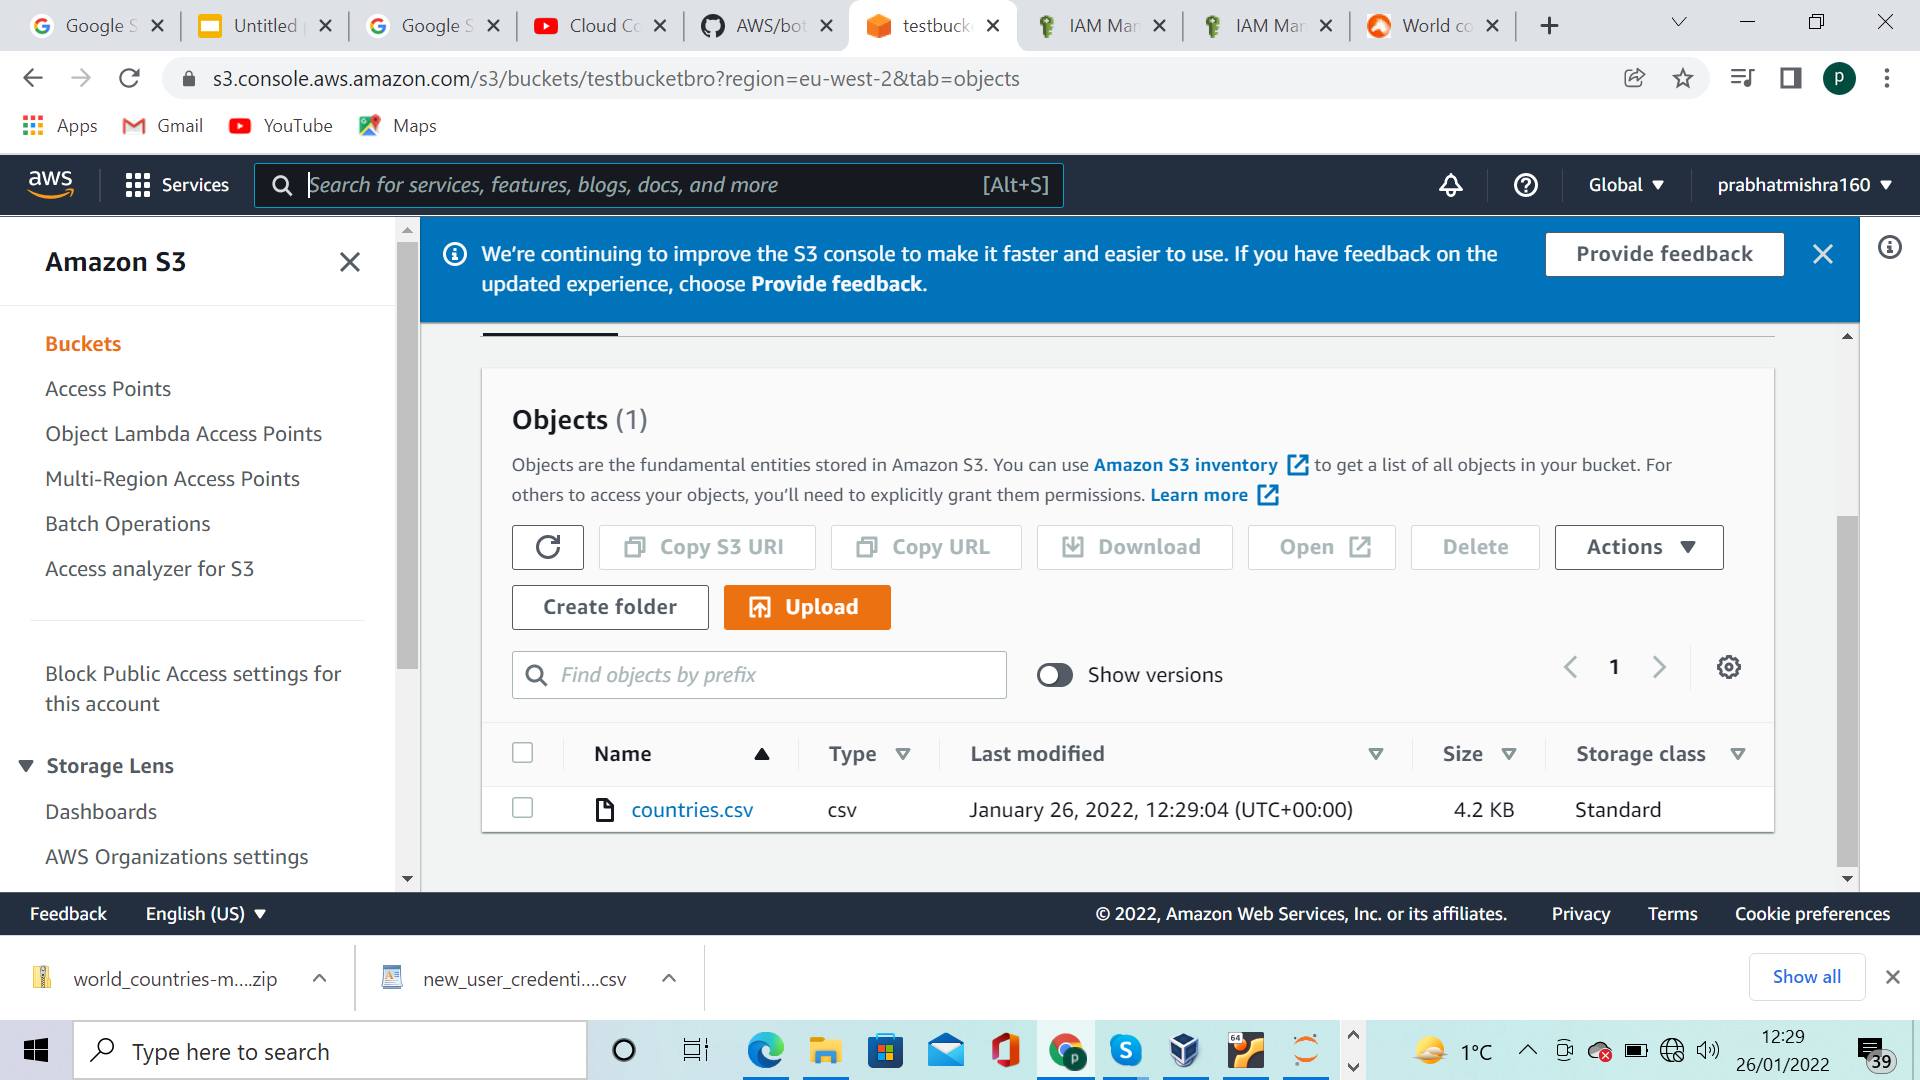 Google S
Untitled
Google S
Cloud Co
AWS/bot
testbuck
IAM Man
IAM Man
World co
s3.console.aws.amazon.com/s3/buckets/testbucketbro?region=eu-west-2&tab=objects
p
Apps
Gmail
YouTube
Maps
aws
Services
Search for services, features, blogs, docs, and more
[Alt+S]
Global
prabhatmishra160
Amazon S3
We're continuing to improve the S3 console to make it faster and easier to use. If you have feedback on the
updated experience, choose Provide feedback.
Provide feedback
Buckets
Access Points
Object Lambda Access Points
Multi-Region Access Points
Batch Operations
Access analyzer for S3
Block Public Access settings for
this account
Storage Lens
Dashboards
AWS Organizations settings
Objects (1)
Objects are the fundamental entities stored in Amazon S3. You can use Amazon S3 inventory to get a list of all objects in your bucket. For
others to access your objects, you'll need to explicitly grant them permissions. Learn more
Copy S3 URI
Copy URL
Download
Open
Delete
Actions
Create folder
Upload
Find objects by prefix
Show versions
1
Name
Type
Last modified
Size
Storage class
countries.csv
csv
January 26, 2022, 12:29:04 (UTC+00:00)
4.2 KB
Standard
Feedback
English (US)
© 2022, Amazon Web Services, Inc. or its affiliates.
Privacy
Terms
Cookie preferences
world_countries-m....zip
new_user_credenti....csv
Show all
Type here to search
p
64
1°C
12:29
26/01/2022
39